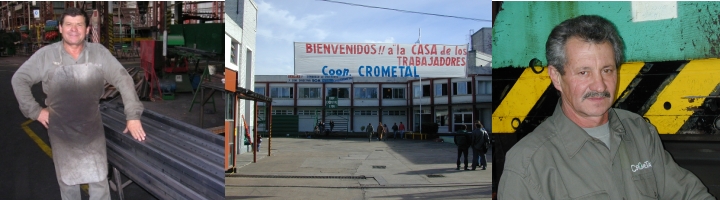 BIENVENIDOS!! a la CASA de los
TRABAJADORES
Coop. CROMETAL